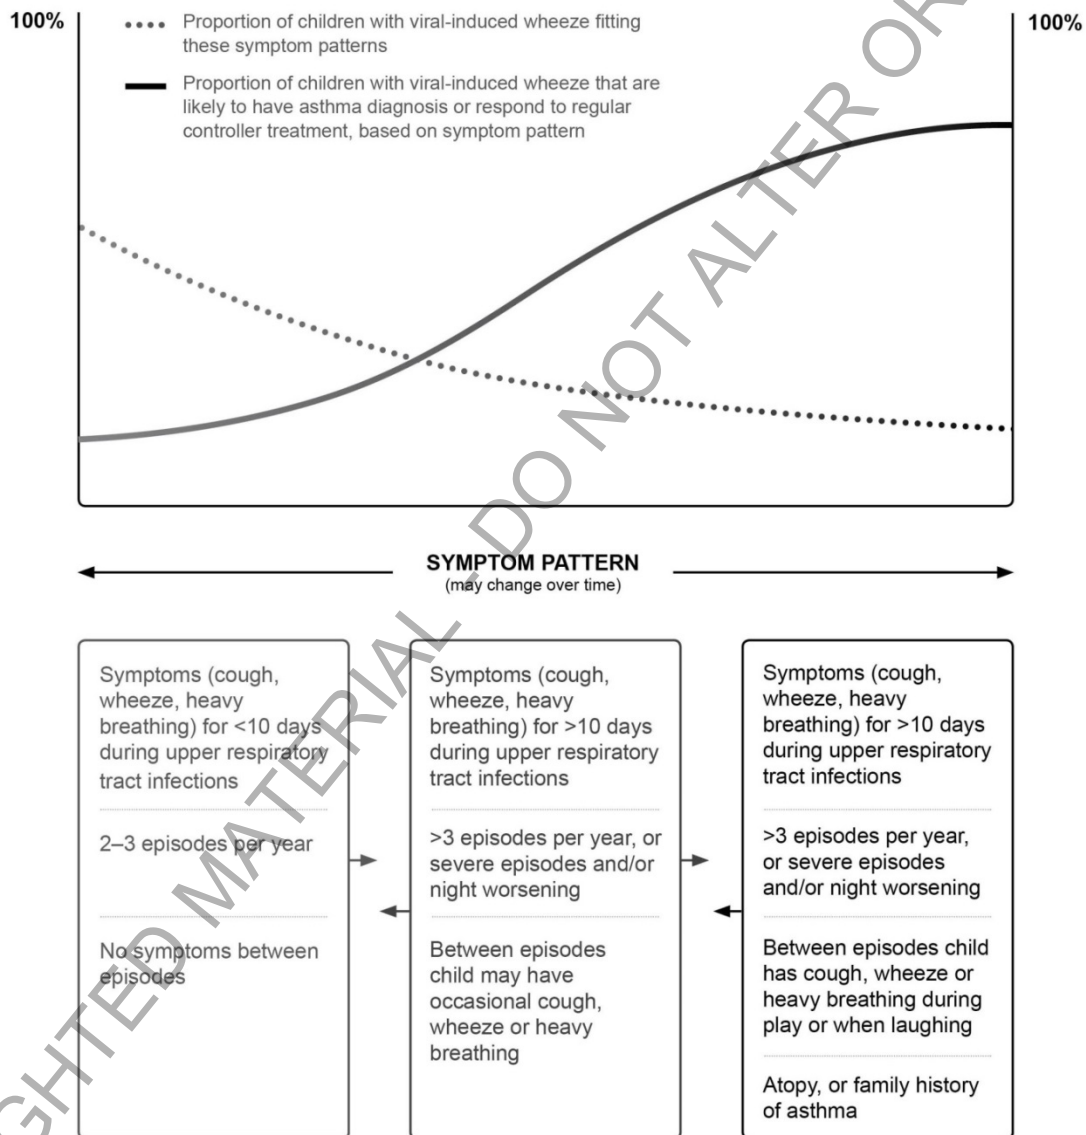 100%
100%
Proportion of children with viral-induced wheeze fitting
these symptom patterns
Proportion of children with viral-induced wheeze that are
likely to have asthma diagnosis or respond to regular
controller treatment, based on symptom pattern
SYMPTOM PATTERN
(may change over time)
Symptoms (cough,
wheeze, heavy
breathing) for <10 days
during upper respiratory
tract infections
2–3 episodes per year
No symptoms between
episodes
Symptoms (cough,
wheeze, heavy
breathing) for >10 days
during upper respiratory
tract infections
>3 episodes per year, or
severe episodes and/or
night worsening
Between episodes
child may have
occasional cough,
wheeze or heavy
breathing
Symptoms (cough,
wheeze, heavy
breathing) for >10 days
during upper respiratory
tract infections
>3 episodes per year,
or severe episodes
and/or night worsening
Between episodes child
has cough, wheeze or
heavy breathing during
play or when laughing
Atopy, or family history
of asthma
GHTED MATERIAL - DO NOT ALTER OR